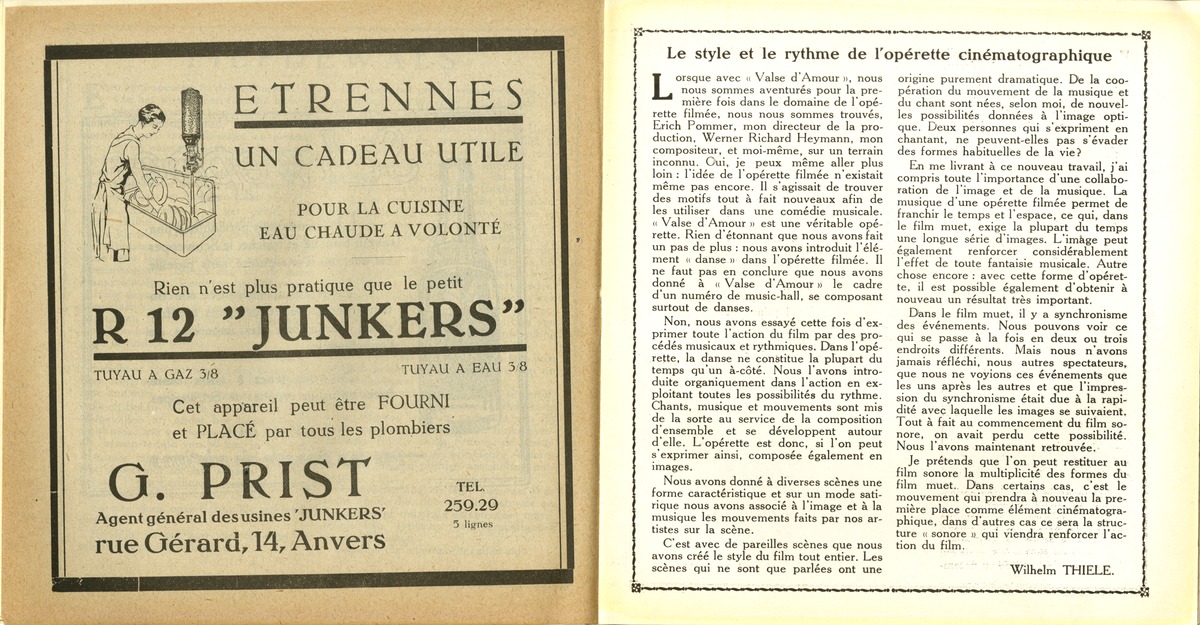 ETRENNES
UN CADEAU UTILE
POUR LA CUISINE
EAU CHAUDE A VOLONTÉ
Rien n'est plus pratique que le petit
R 12 "JUNKERS"
TUYAU A GAZ 3/8 TUYAU A EAU 3/8
Cet appareil peut être FOURNI
et PLACÉ par tous les plombiers
G. PRIST
Agent général des usines 'JUNKERS'
rue Gérard, 14, Anvers
TEL.
259.29
5 lignes
Le style et le rythme de l'opérette cinématographique
Lorsque avec « Valse d'Amour », nous
nous sommes aventurés pour la pre-
mière fois dans le domaine de l'opé-
rette filmée, nous nous sommes trouvés,
Erich Pommer, mon directeur de la pro-
duction, Werner Richard Heymann, mon
compositeur, et moi-même, sur un terrain
inconnu. Oui, je peux même aller plus
loin : l'idée de l'opérette filmée n'existait
même pas encore. Il s'agissait de trouver
des motifs tout à fait nouveaux afin de
les utiliser dans une comédie musicale.
« Valse d'Amour » est une véritable opé-
rette. Rien d'étonnant que nous avons fait
un pas de plus : nous avons introduit l'élé-
ment « danse » dans l'opérette filmée. Il
ne faut pas en conclure que nous avons
donné à « Valse d'Amour » le cadre
d'un numéro de music-hall, se composant
surtout de danses.
Non, nous avons essayé cette fois d'ex-
primer toute l'action du film par des pro-
cédés musicaux et rythmiques. Dans l'opé-
rette, la danse ne constitue la plupart du
temps qu'un à-côté. Nous l'avons intro-
duite organiquement dans l'action en ex-
ploitant toutes les possibilités du rythme.
Chants, musique et mouvements sont mis
de la sorte au service de la composition
d'ensemble et se développent autour
d'elle. L'opérette est donc, si l'on peut
s'exprimer ainsi, composée également en
images.
Nous avons donné à diverses scènes une
forme caractéristique et sur un mode sati-
rique nous avons associé à l'image et à la
musique les mouvements faits par nos ar-
tistes sur la scène.
C'est avec de pareilles scènes que nous
avons créé le style du film tout entier. Les
scènes qui ne sont que parlées ont une
origine purement dramatique. De la coo-
pération du mouvement de la musique et
du chant sont nées, selon moi, de nouvel-
les possibilités données à l'image opti-
que. Deux personnes qui s'expriment en
chantant, ne peuvent-elles pas s'évader
des formes habituelles de la vie?
En me livrant à ce nouveau travail, j'ai
compris toute l'importance d'une collabo-
ration de l'image et de la musique. La
musique d'une opérette filmée permet de
franchir le temps et l'espace, ce qui, dans
le film muet, exige la plupart du temps
une longue série d'images. L'image peut
également renforcer considérablement
l'effet de toute fantaisie musicale. Autre
chose encore : avec cette forme d'opéret-
te, il est possible également d'obtenir à
nouveau un résultat très important.
Dans le film muet, il y a synchronisme
des événements. Nous pouvons voir ce
qui se passe à la fois en deux ou trois
endroits différents. Mais nous n'avons
jamais réfléchi, nous autres spectateurs,
que nous ne voyions ces événements que
les uns après les autres et que l'impres-
sion du synchronisme était due à la rapi-
dité avec laquelle les images se suivaient.
Tout à fait au commencement du film so-
nore, on avait perdu cette possibilité.
Nous l'avons maintenant retrouvée.
Je prétends que l'on peut restituer au
film sonore la multiplicité des formes du
film muet. Dans certains cas, c'est le
mouvement qui prendra à nouveau la pre-
mière place comme élément cinématogra-
phique, dans d'autres cas ce sera la struc-
ture « sonore » qui viendra renforcer l'ac-
tion du film.
Wilhelm THIELE.